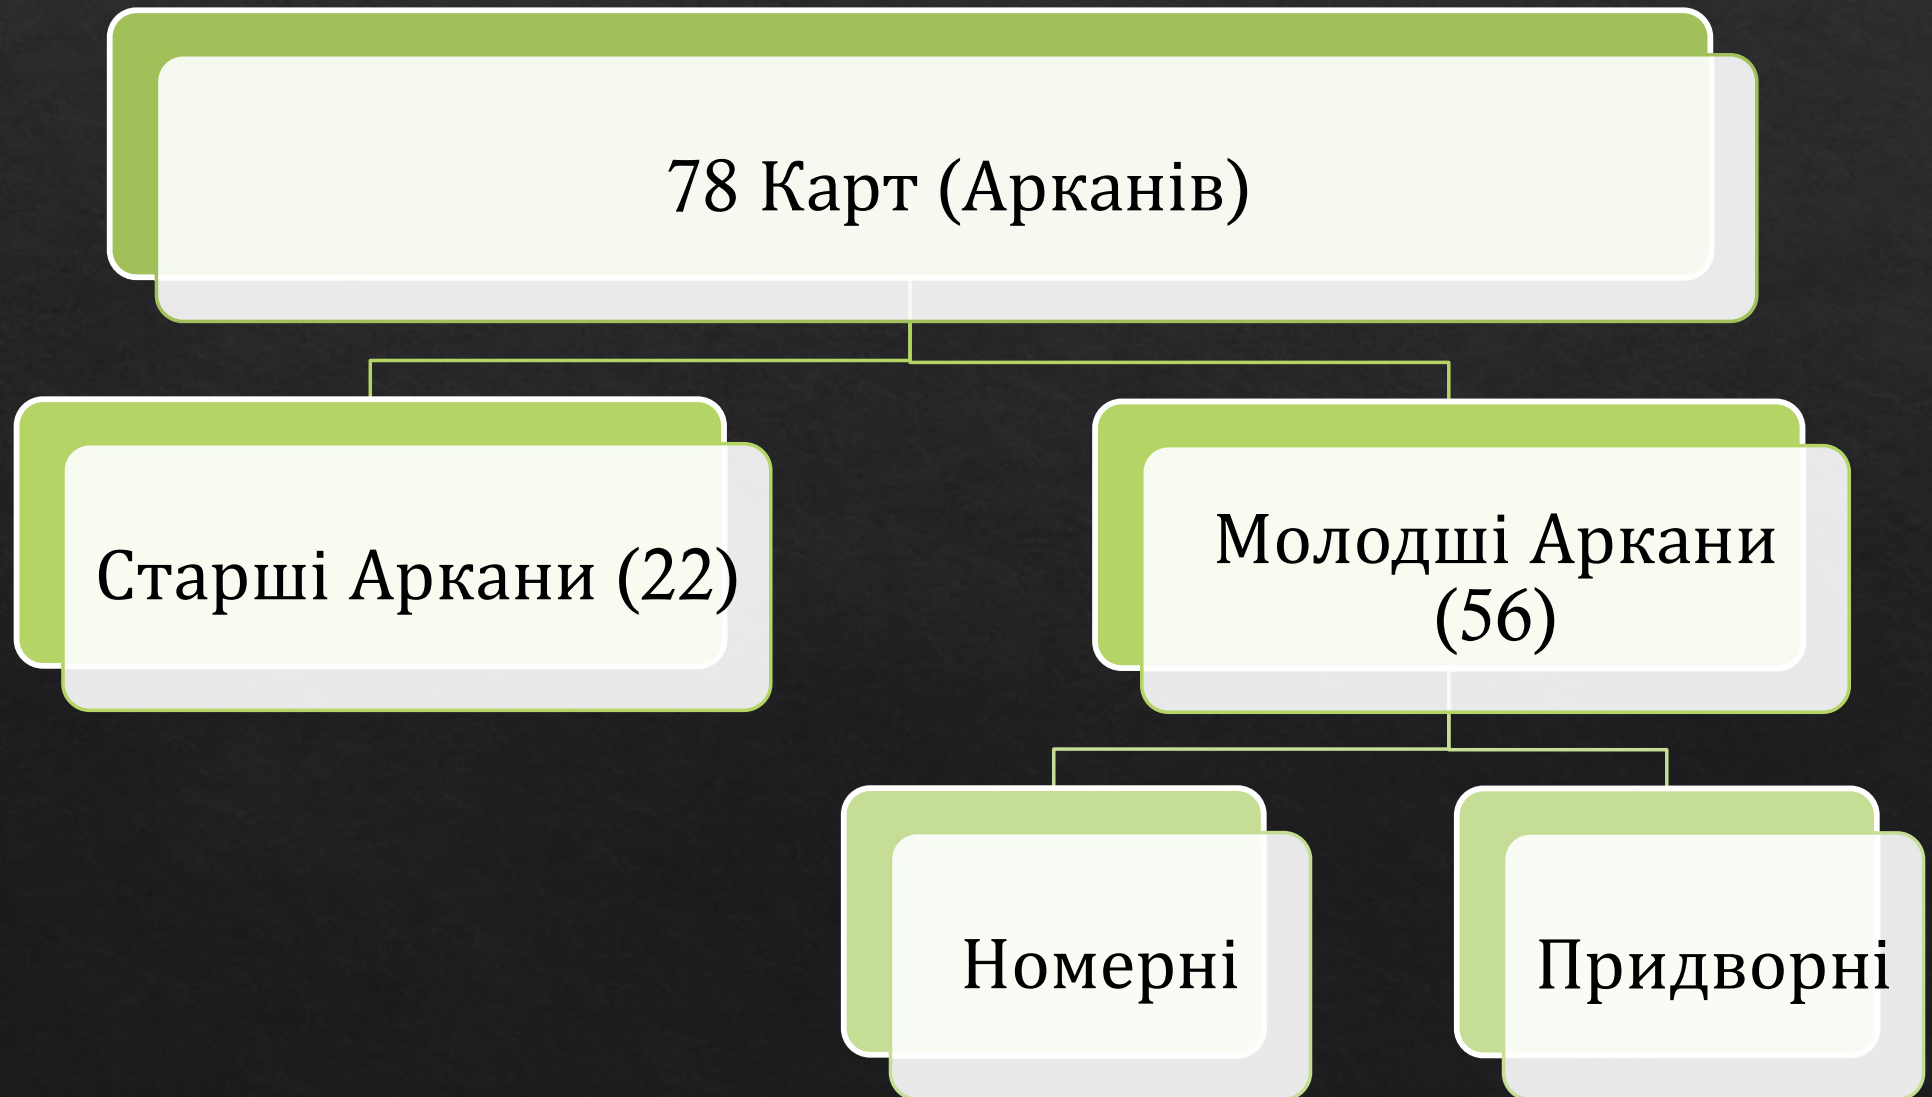 78 Карт (Арканів)
Старші Аркани (22)
Молодші Аркани
(56)
Номерні
Придворні